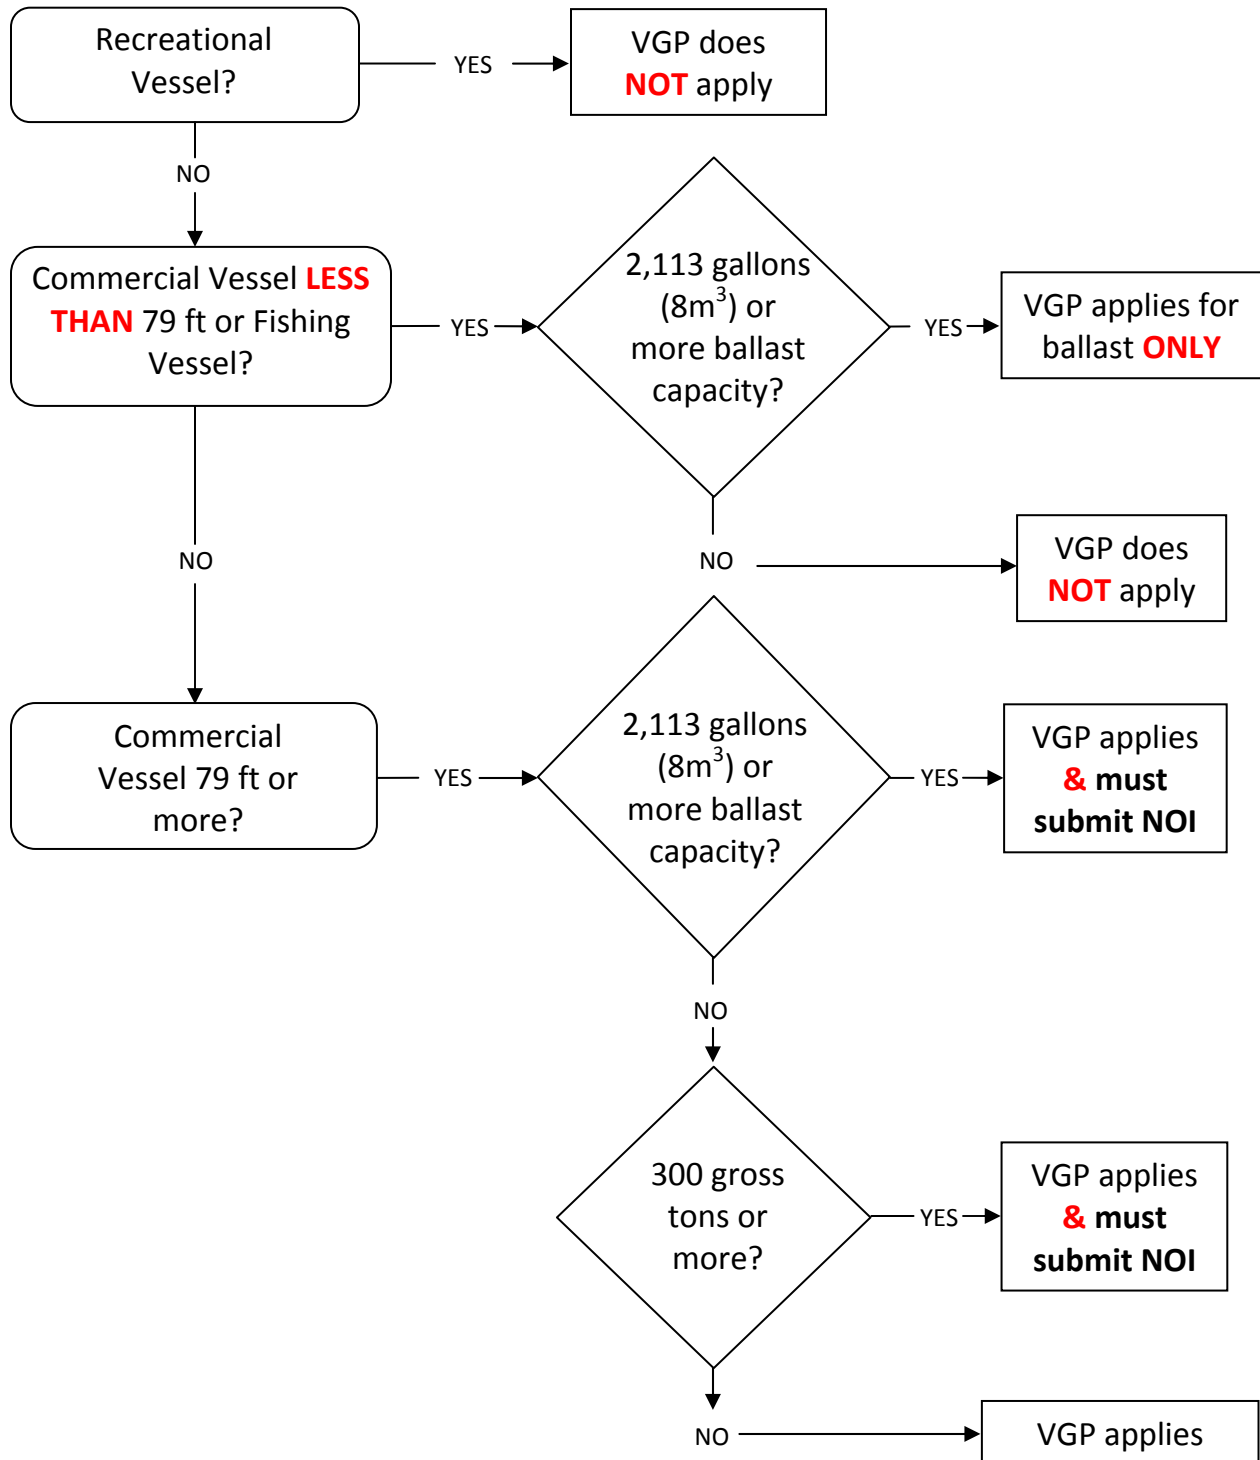 Recreational
Vessel?
YES
VGP does
NOT apply
NO
Commercial Vessel LESS
THAN 79 ft or Fishing
Vessel?
YES
2,113 gallons
(8m³) or
more ballast
capacity?
YES
VGP applies for
ballast ONLY
NO
VGP does
NOT apply
NO
Commercial
Vessel 79 ft or
more?
YES
2,113 gallons
(8m³) or
more ballast
capacity?
YES
VGP applies
& must
submit NOI
NO
300 gross
tons or
more?
YES
VGP applies
& must
submit NOI
NO
VGP applies